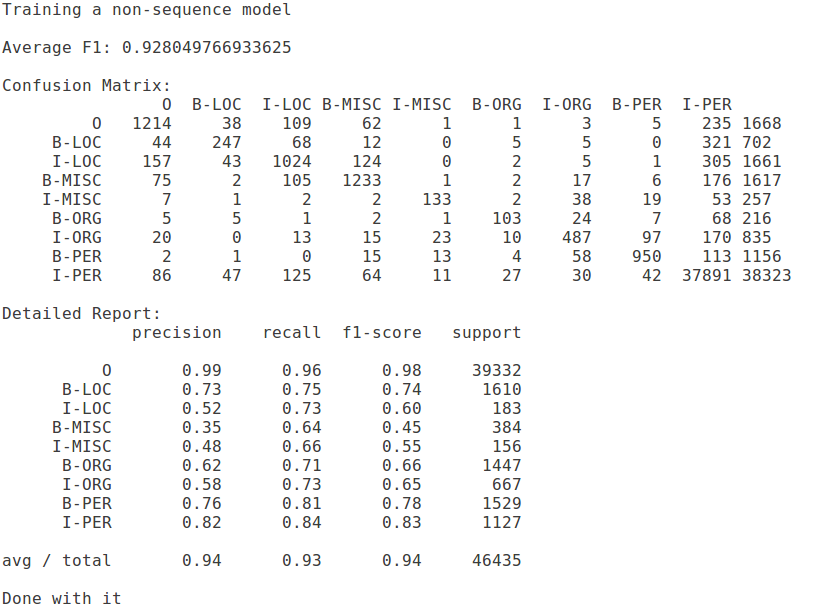 Training a non-sequence model
Average F1: 0.928049766933625
Confusion Matrix:
O B-LOC I-LOC B-MISC I-MISC B-ORG I-ORG B-PER I-PER
O 1214 38 109 62 1 1 3 5 235 1668
B-LOC 44 247 68 12 0 5 5 0 321 702
I-LOC 157 43 1024 124 0 2 5 1 305 1661
B-MISC 75 2 105 1233 1 2 17 6 176 1617
I-MISC 7 1 2 2 133 2 38 19 53 257
B-ORG 5 5 1 2 1 103 24 7 68 216
I-ORG 20 0 13 15 23 10 487 97 170 835
B-PER 2 1 0 15 13 4 58 950 113 1156
I-PER 86 47 125 64 11 27 30 42 37891 38323
Detailed Report:
precision recall f1-score support
O 0.99 0.96 0.98 39332
B-LOC 0.73 0.75 0.74 1610
I-LOC 0.52 0.73 0.60 183
B-MISC 0.35 0.64 0.45 384
I-MISC 0.48 0.66 0.55 156
B-ORG 0.62 0.71 0.66 1447
I-ORG 0.58 0.73 0.65 667
B-PER 0.76 0.81 0.78 1529
I-PER 0.82 0.84 0.83 1127
avg / total 0.94 0.93 0.94 46435
Done with it